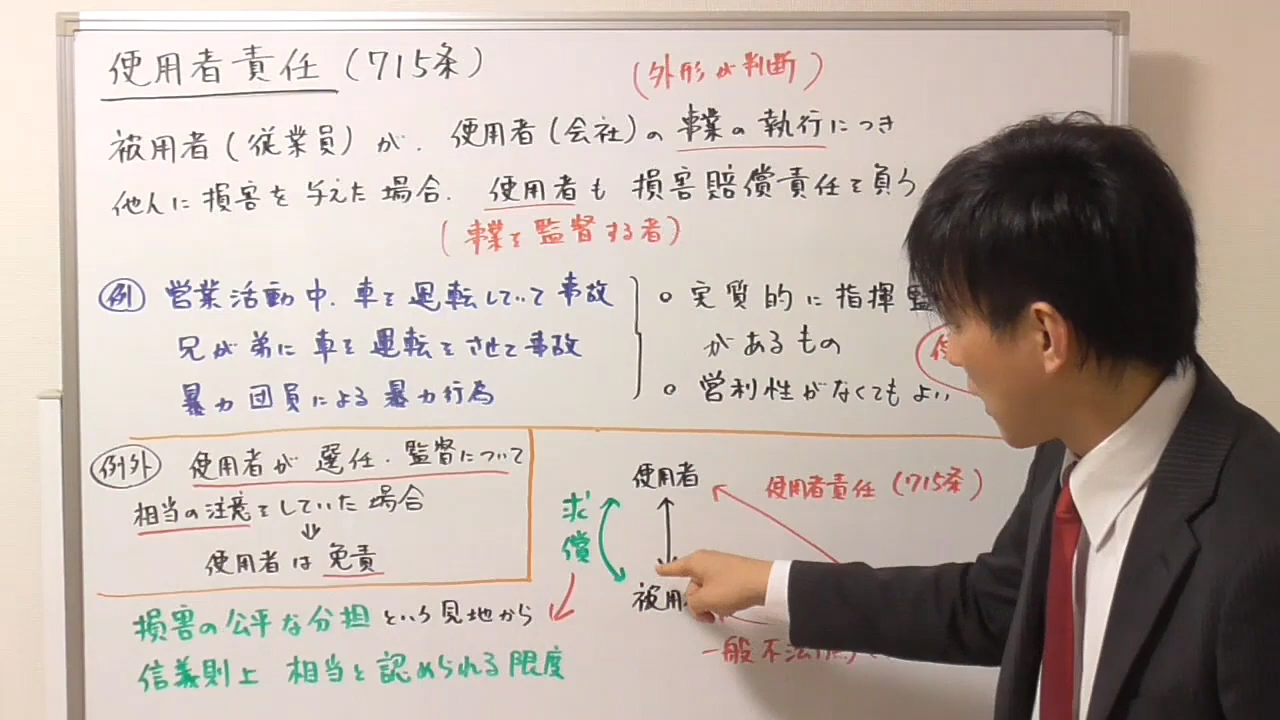 使用者責任(715条)
(外形が判断)
被用者(従業員)が、使用者(会社)の事業の執行につき
他人に損害を与えた場合、使用者も損害賠償責任を負う
(事業を監督する者)
例 営業活動中、車を運転していて事故
兄が弟に車を運転をさせて事故
暴力団員による暴力行為
○実質的に指揮監
があるもの
○営利性がなくてもよい
例外 使用者が選任・監督について
相当の注意をしていた場合
⇓
使用者は免責
使用者
使用者責任(715条)
求償
被用
一般不法
損害の公平な分担という見地から
信義則上 相当と認められる限度